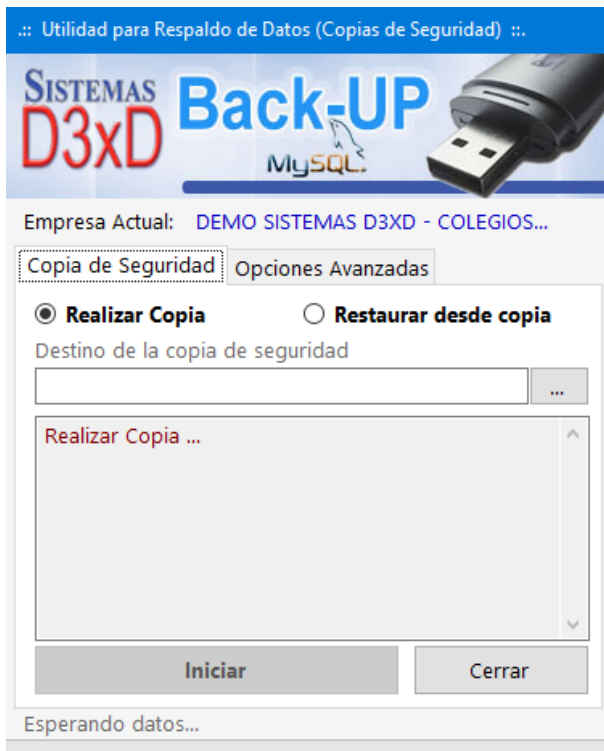 .:: Utilidad para Respaldo de Datos (Copias de Seguridad) ::.
SISTEMAS
D3xD
Back-UP
MySQL.
Empresa Actual: DEMO SISTEMAS D3XD - COLEGIOS...
Copia de Seguridad Opciones Avanzadas
Realizar Copia Restaurar desde copia
Destino de la copia de seguridad
...
Realizar Copia ...
Iniciar Cerrar
Esperando datos...